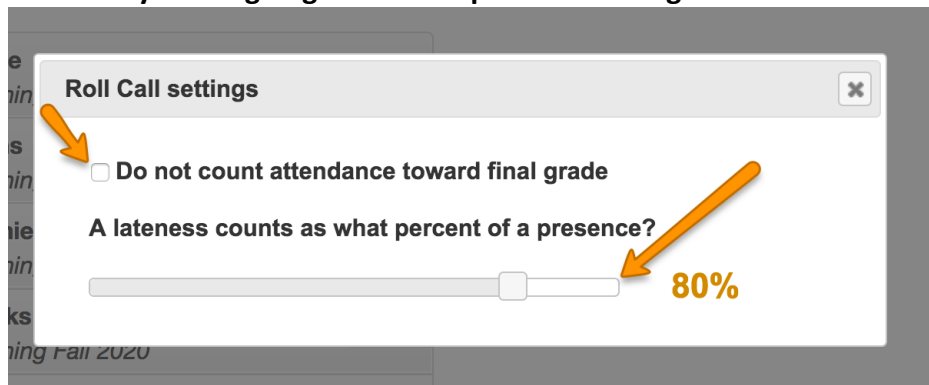 Roll Call settings
Do not count attendance toward final grade
A lateness counts as what percent of a presence?
80%
ning Fall 2020